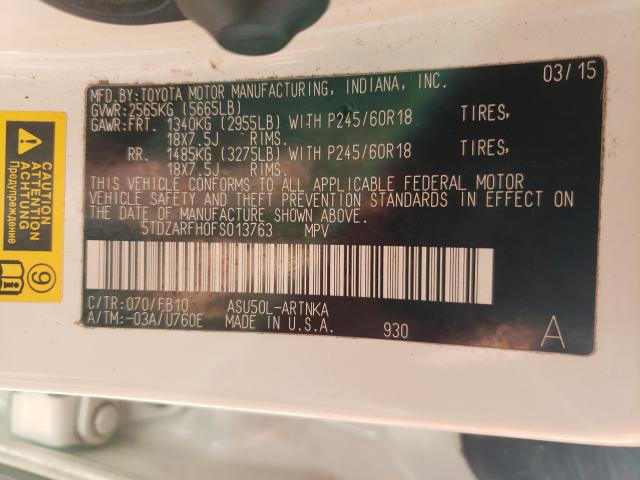 MFD.BY:TOYOTA MOTOR MANUFACTURING, INDIANA, INC. 03/15
GVWR:2565KG (5665LB)
GAWR:FRT. 1340KG (2955LB) WITH P245/60R18 TIRES,
18X7.5J RIMS.
RR. 1485KG (3275LB) WITH P245/60R18 TIRES,
18X7.5J RIMS.
THIS VEHICLE CONFORMS TO ALL APPLICABLE FEDERAL MOTOR
VEHICLE SAFETY AND THEFT PREVENTION STANDARDS IN EFFECT ON
THE DATE OF MANUFACTURE SHOWN ABOVE.
5TDZARFH0FS013763 MPV
C/TR:070/FB10 ASU50L-ARTNKA
A/TM:-03A/U760E MADE IN U.S.A. 930 A
CAUTION
ATTENTION
ACHTUNG
Предупреждение
9